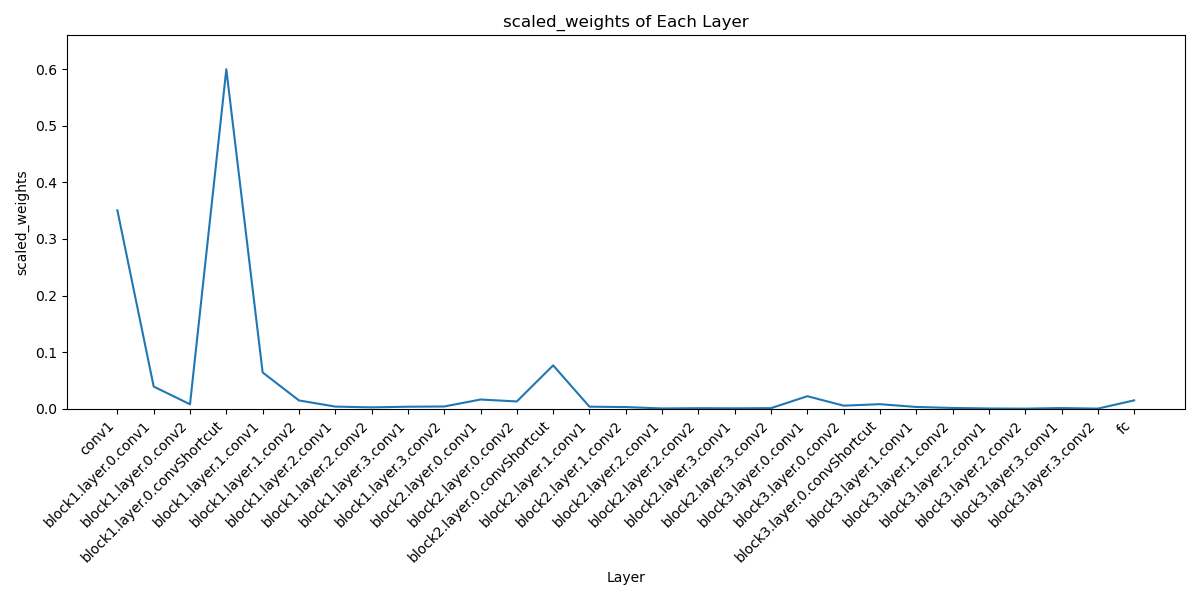 scaled_weights of Each Layer
scaled_weights
0.6
0.5
0.4
0.3
0.2
0.1
0.0
conv1
block1.layer.0.conv1
block1.layer.0.conv2
block1.layer.0.convShortcut
block1.layer.1.conv1
block1.layer.1.conv2
block1.layer.2.conv1
block1.layer.2.conv2
block1.layer.3.conv1
block1.layer.3.conv2
block2.layer.0.conv1
block2.layer.0.conv2
block2.layer.0.convShortcut
block2.layer.1.conv1
block2.layer.1.conv2
block2.layer.2.conv1
block2.layer.2.conv2
block2.layer.3.conv1
block2.layer.3.conv2
block3.layer.0.conv1
block3.layer.0.conv2
block3.layer.0.convShortcut
block3.layer.1.conv1
block3.layer.1.conv2
block3.layer.2.conv1
block3.layer.2.conv2
block3.layer.3.conv1
block3.layer.3.conv2
fc
Layer